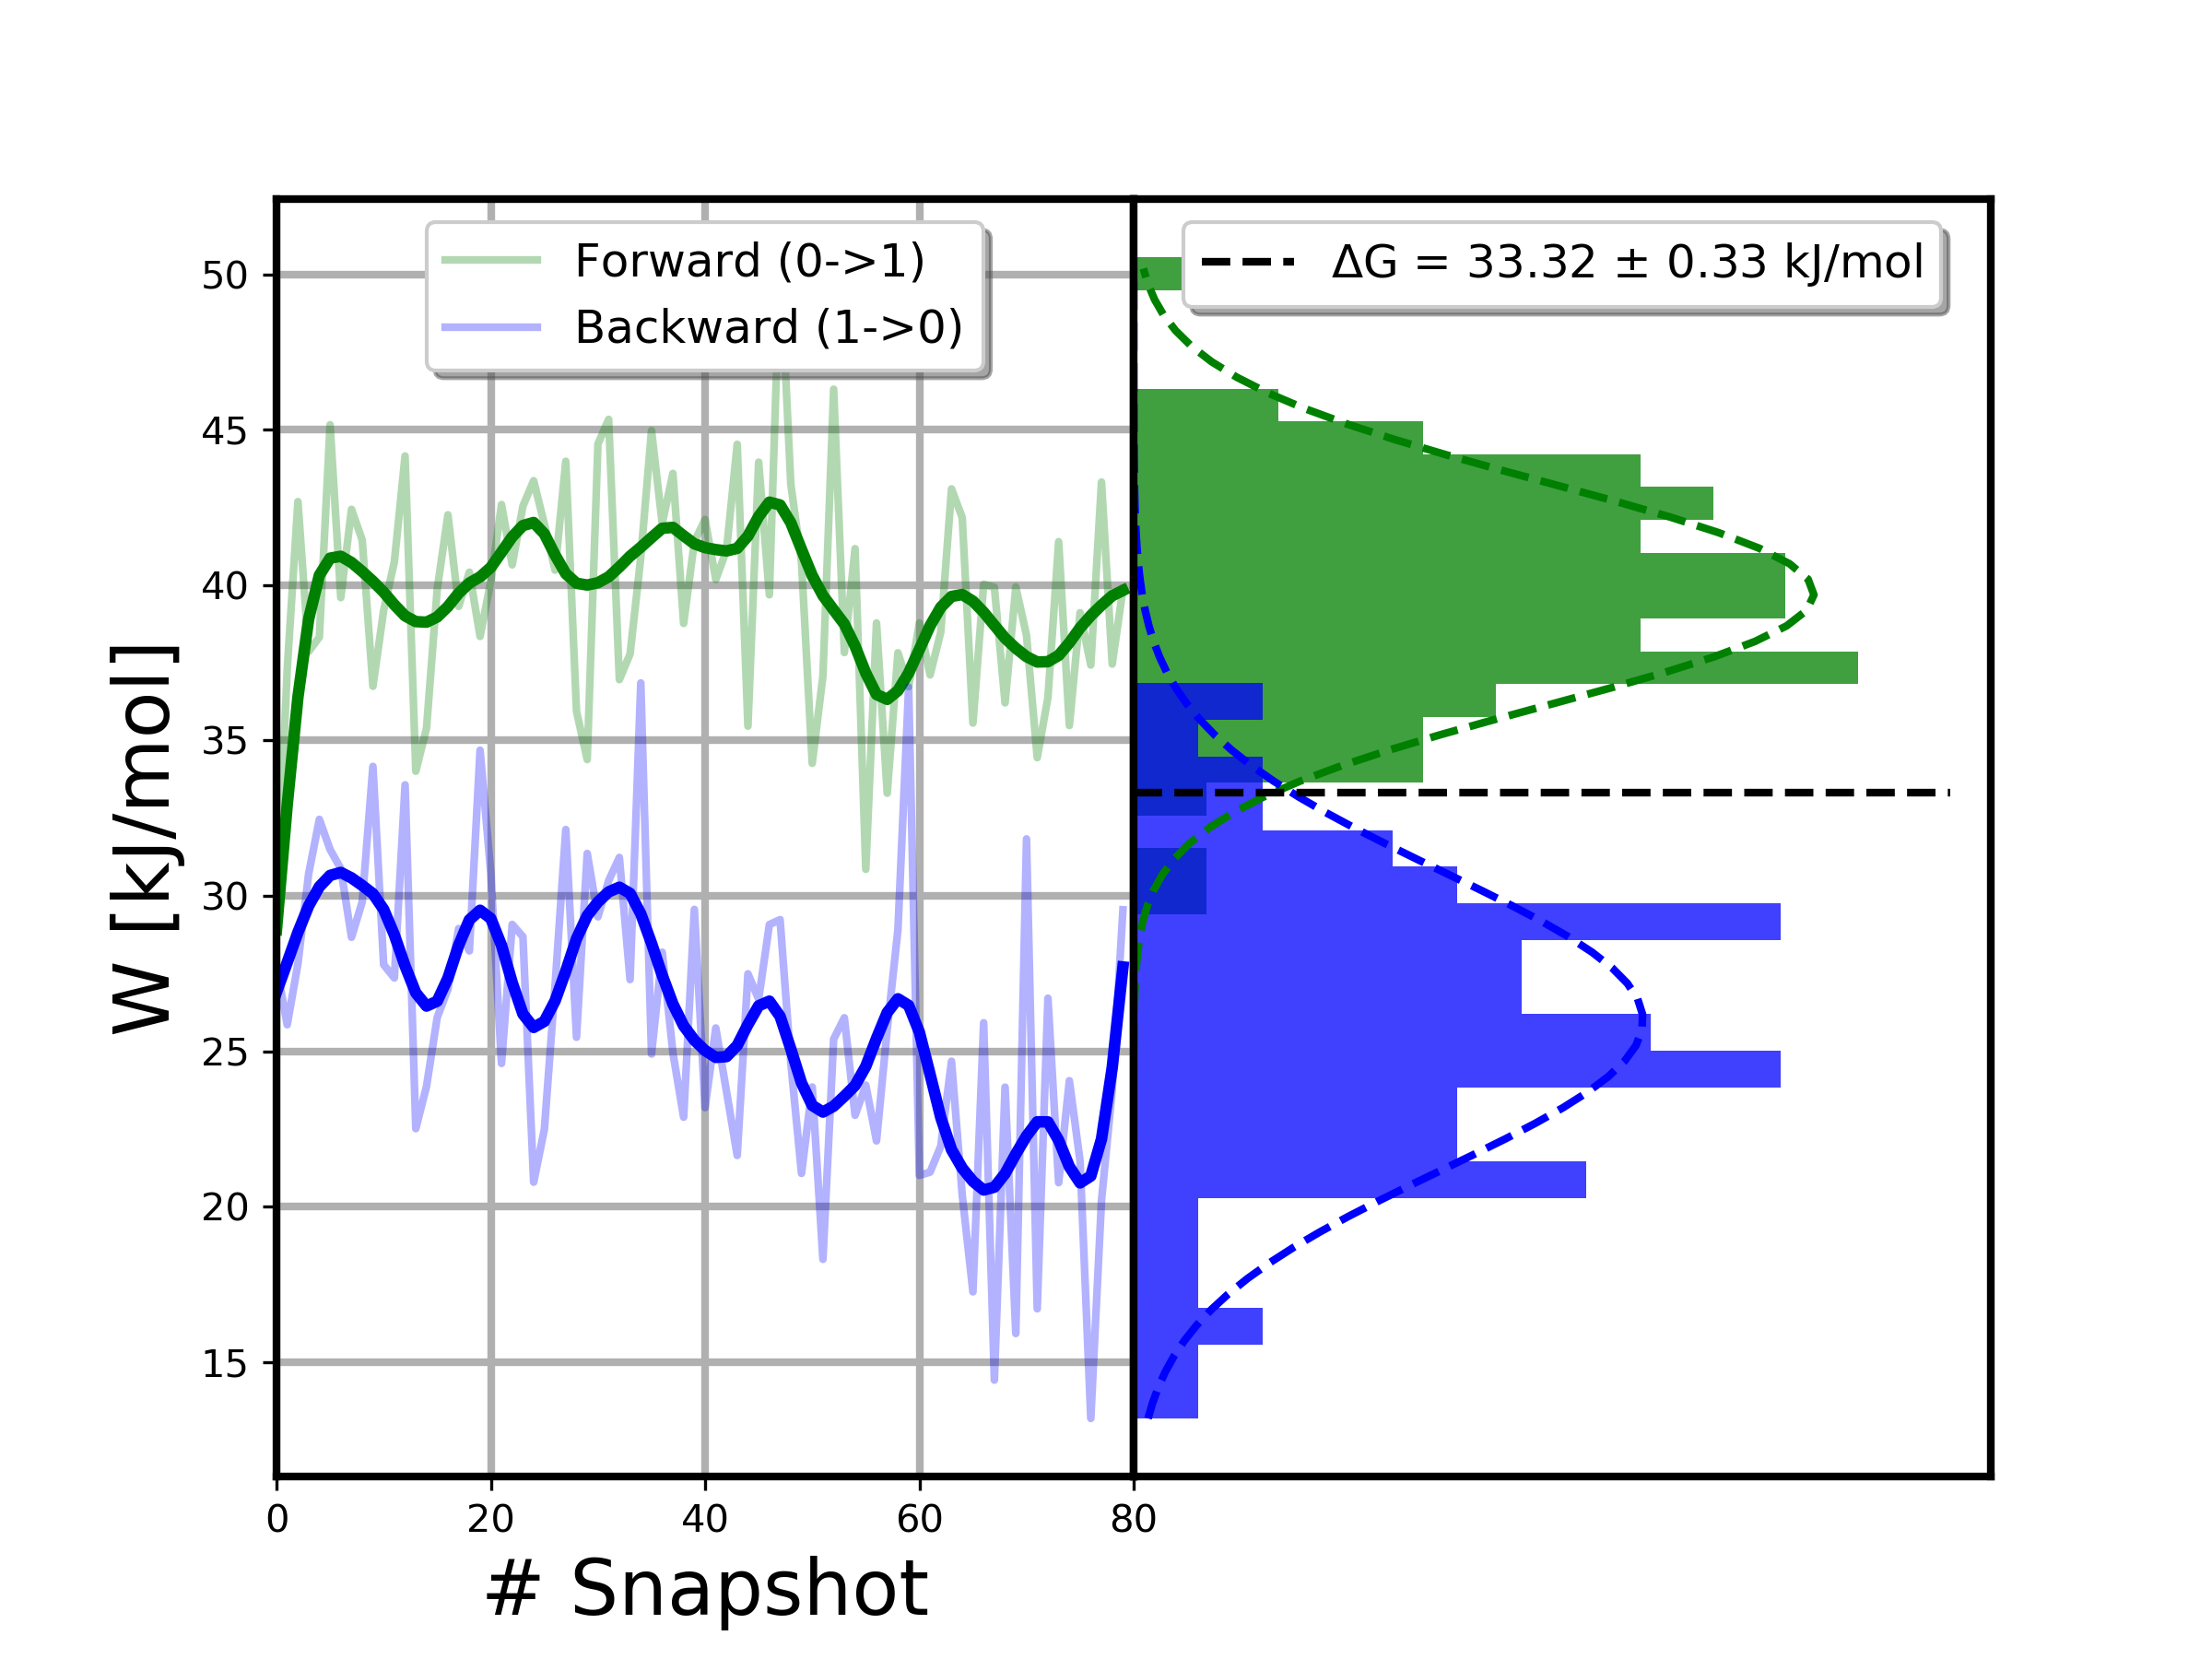 Forward (0->1)
Backward (1->0)
ΔG = 33.32 ± 0.33 kJ/mol
50
45
40
35
30
25
20
15
W [kJ/mol]
0 20 40 60 80
# Snapshot